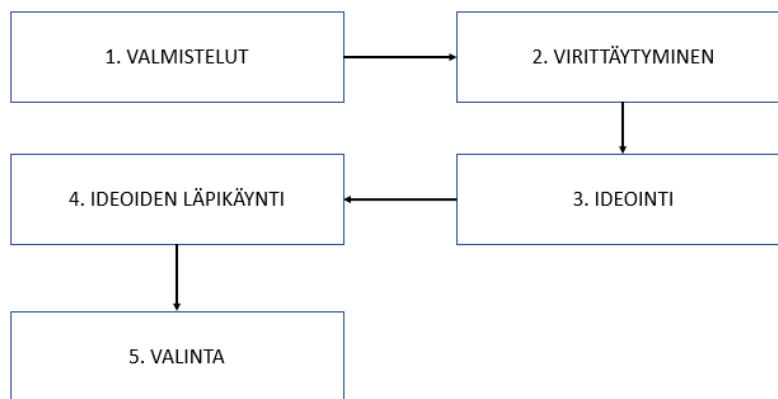 1. VALMISTELUT
2. VIRITTÄYTYMINEN
3. IDEOINTI
4. IDEOIDEN LÄPIKÄYNTI
5. VALINTA